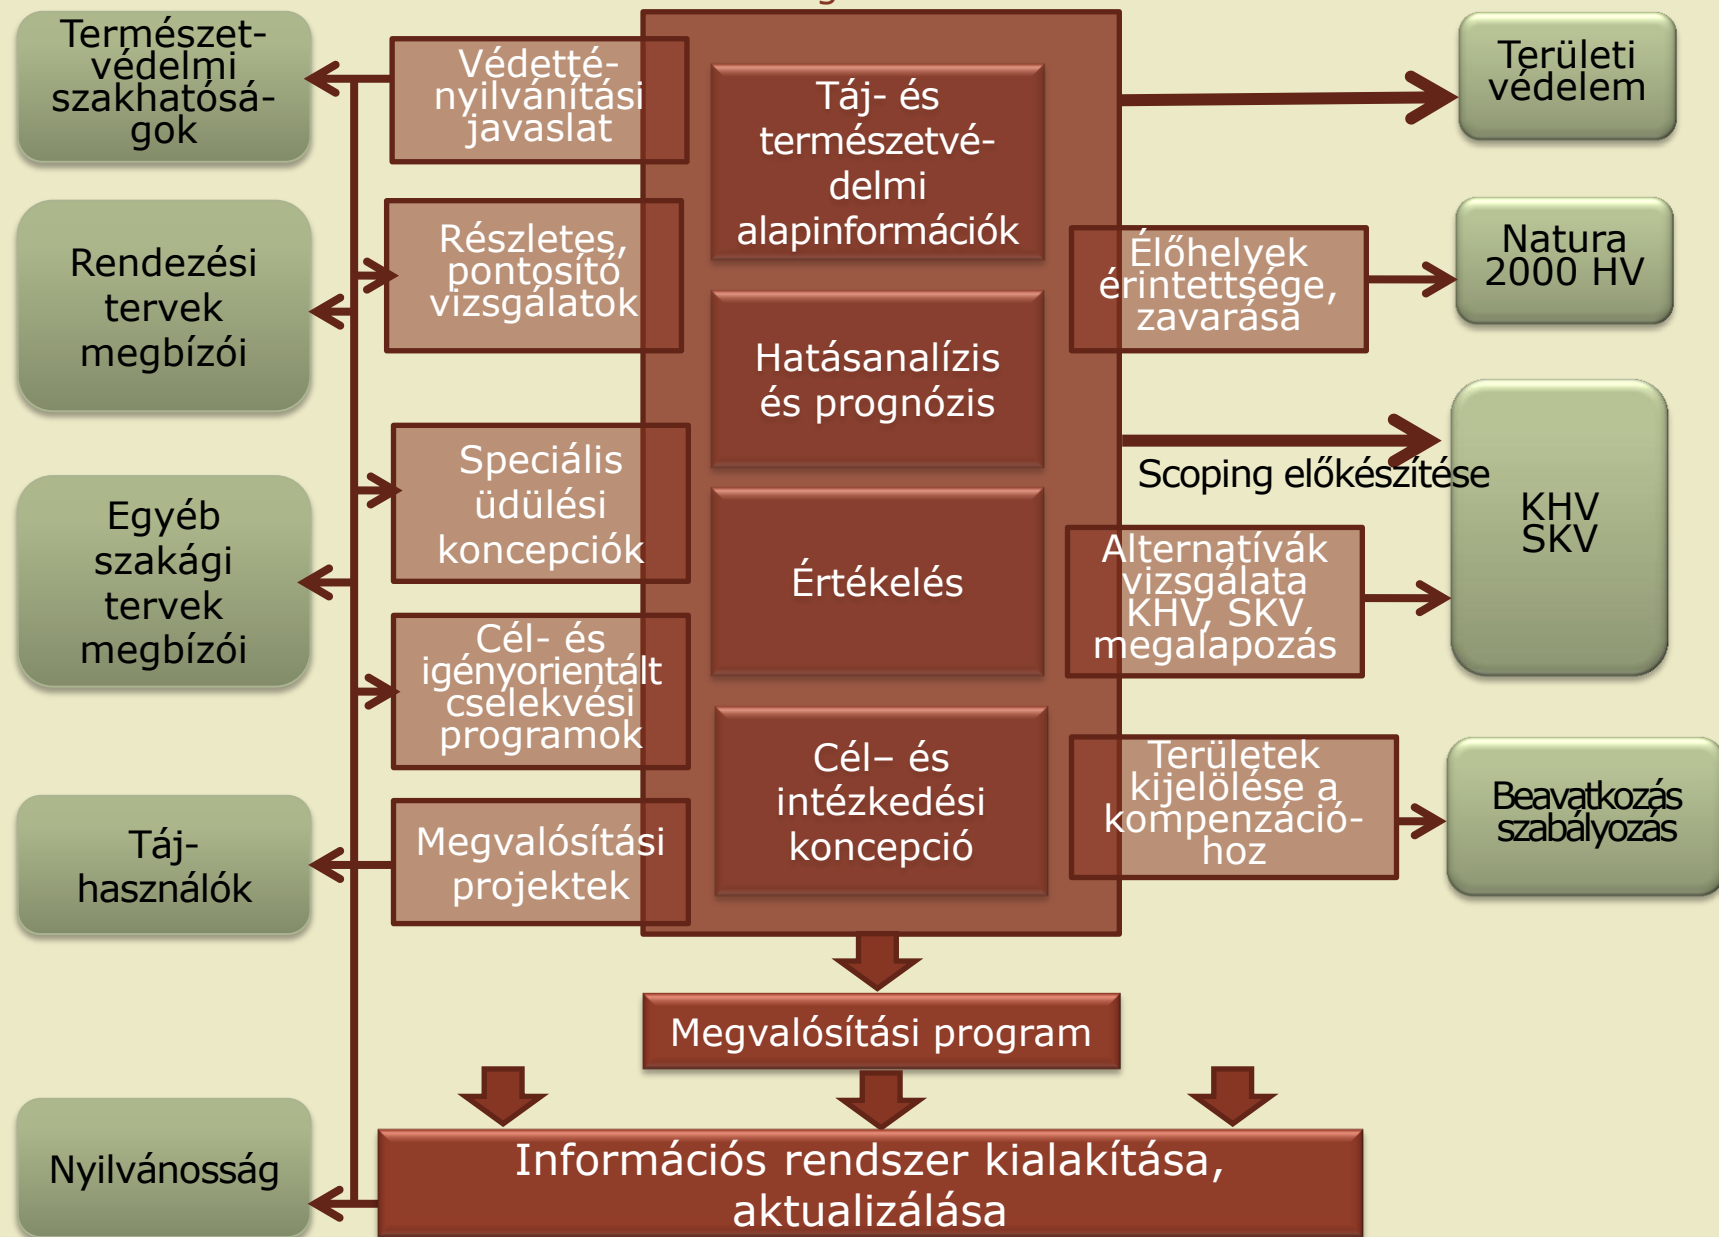 Természet-
védelmi
szakhatósá-
gok
Rendezési
tervek
megbízói
Egyéb
szakági
tervek
megbízói
Táj-
használók
Nyilvánosság
Védetté-
nyilvánítási
javaslat
Részletes,
pontosító
vizsgálatok
Speciális
üdülési
koncepciók
Cél- és
igényorientált
cselekvési
programok
Megvalósítási
projektek
Táj- és
természetvé-
delmi
alapinformációk
Hatásanalízis
és prognózis
Értékelés
Cél– és
intézkedési
koncepció
Élőhelyek
érintettsége,
zavarása
Scoping előkészítése
Alternatívák
vizsgálata
KHV, SKV
megalapozás
Területek
kijelölése a
kompenzáció-
hoz
Területi
védelem
Natura
2000 HV
KHV
SKV
Beavatkozás
szabályozás
Megvalósítási program
Információs rendszer kialakítása,
aktualizálása